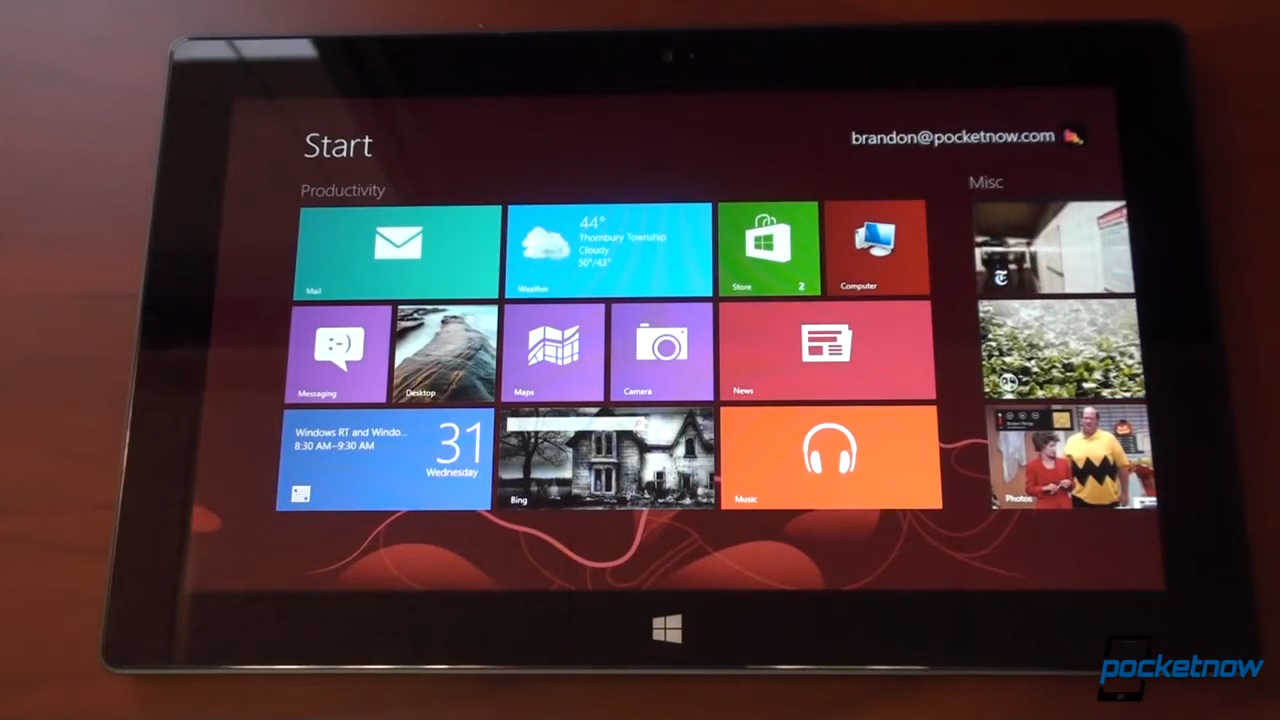 Start
brandon@pocketnow.com
Productivity
Misc
Mail
44°
Thornbury Township
Cloudy
50°/43°
Weather
Store
2
Computer
Messaging
Desktop
Maps
Camera
News
Windows RT and Windo...
8:30 AM–9:30 AM
31
Wednesday
Bing
Music
Photos
pocketnow